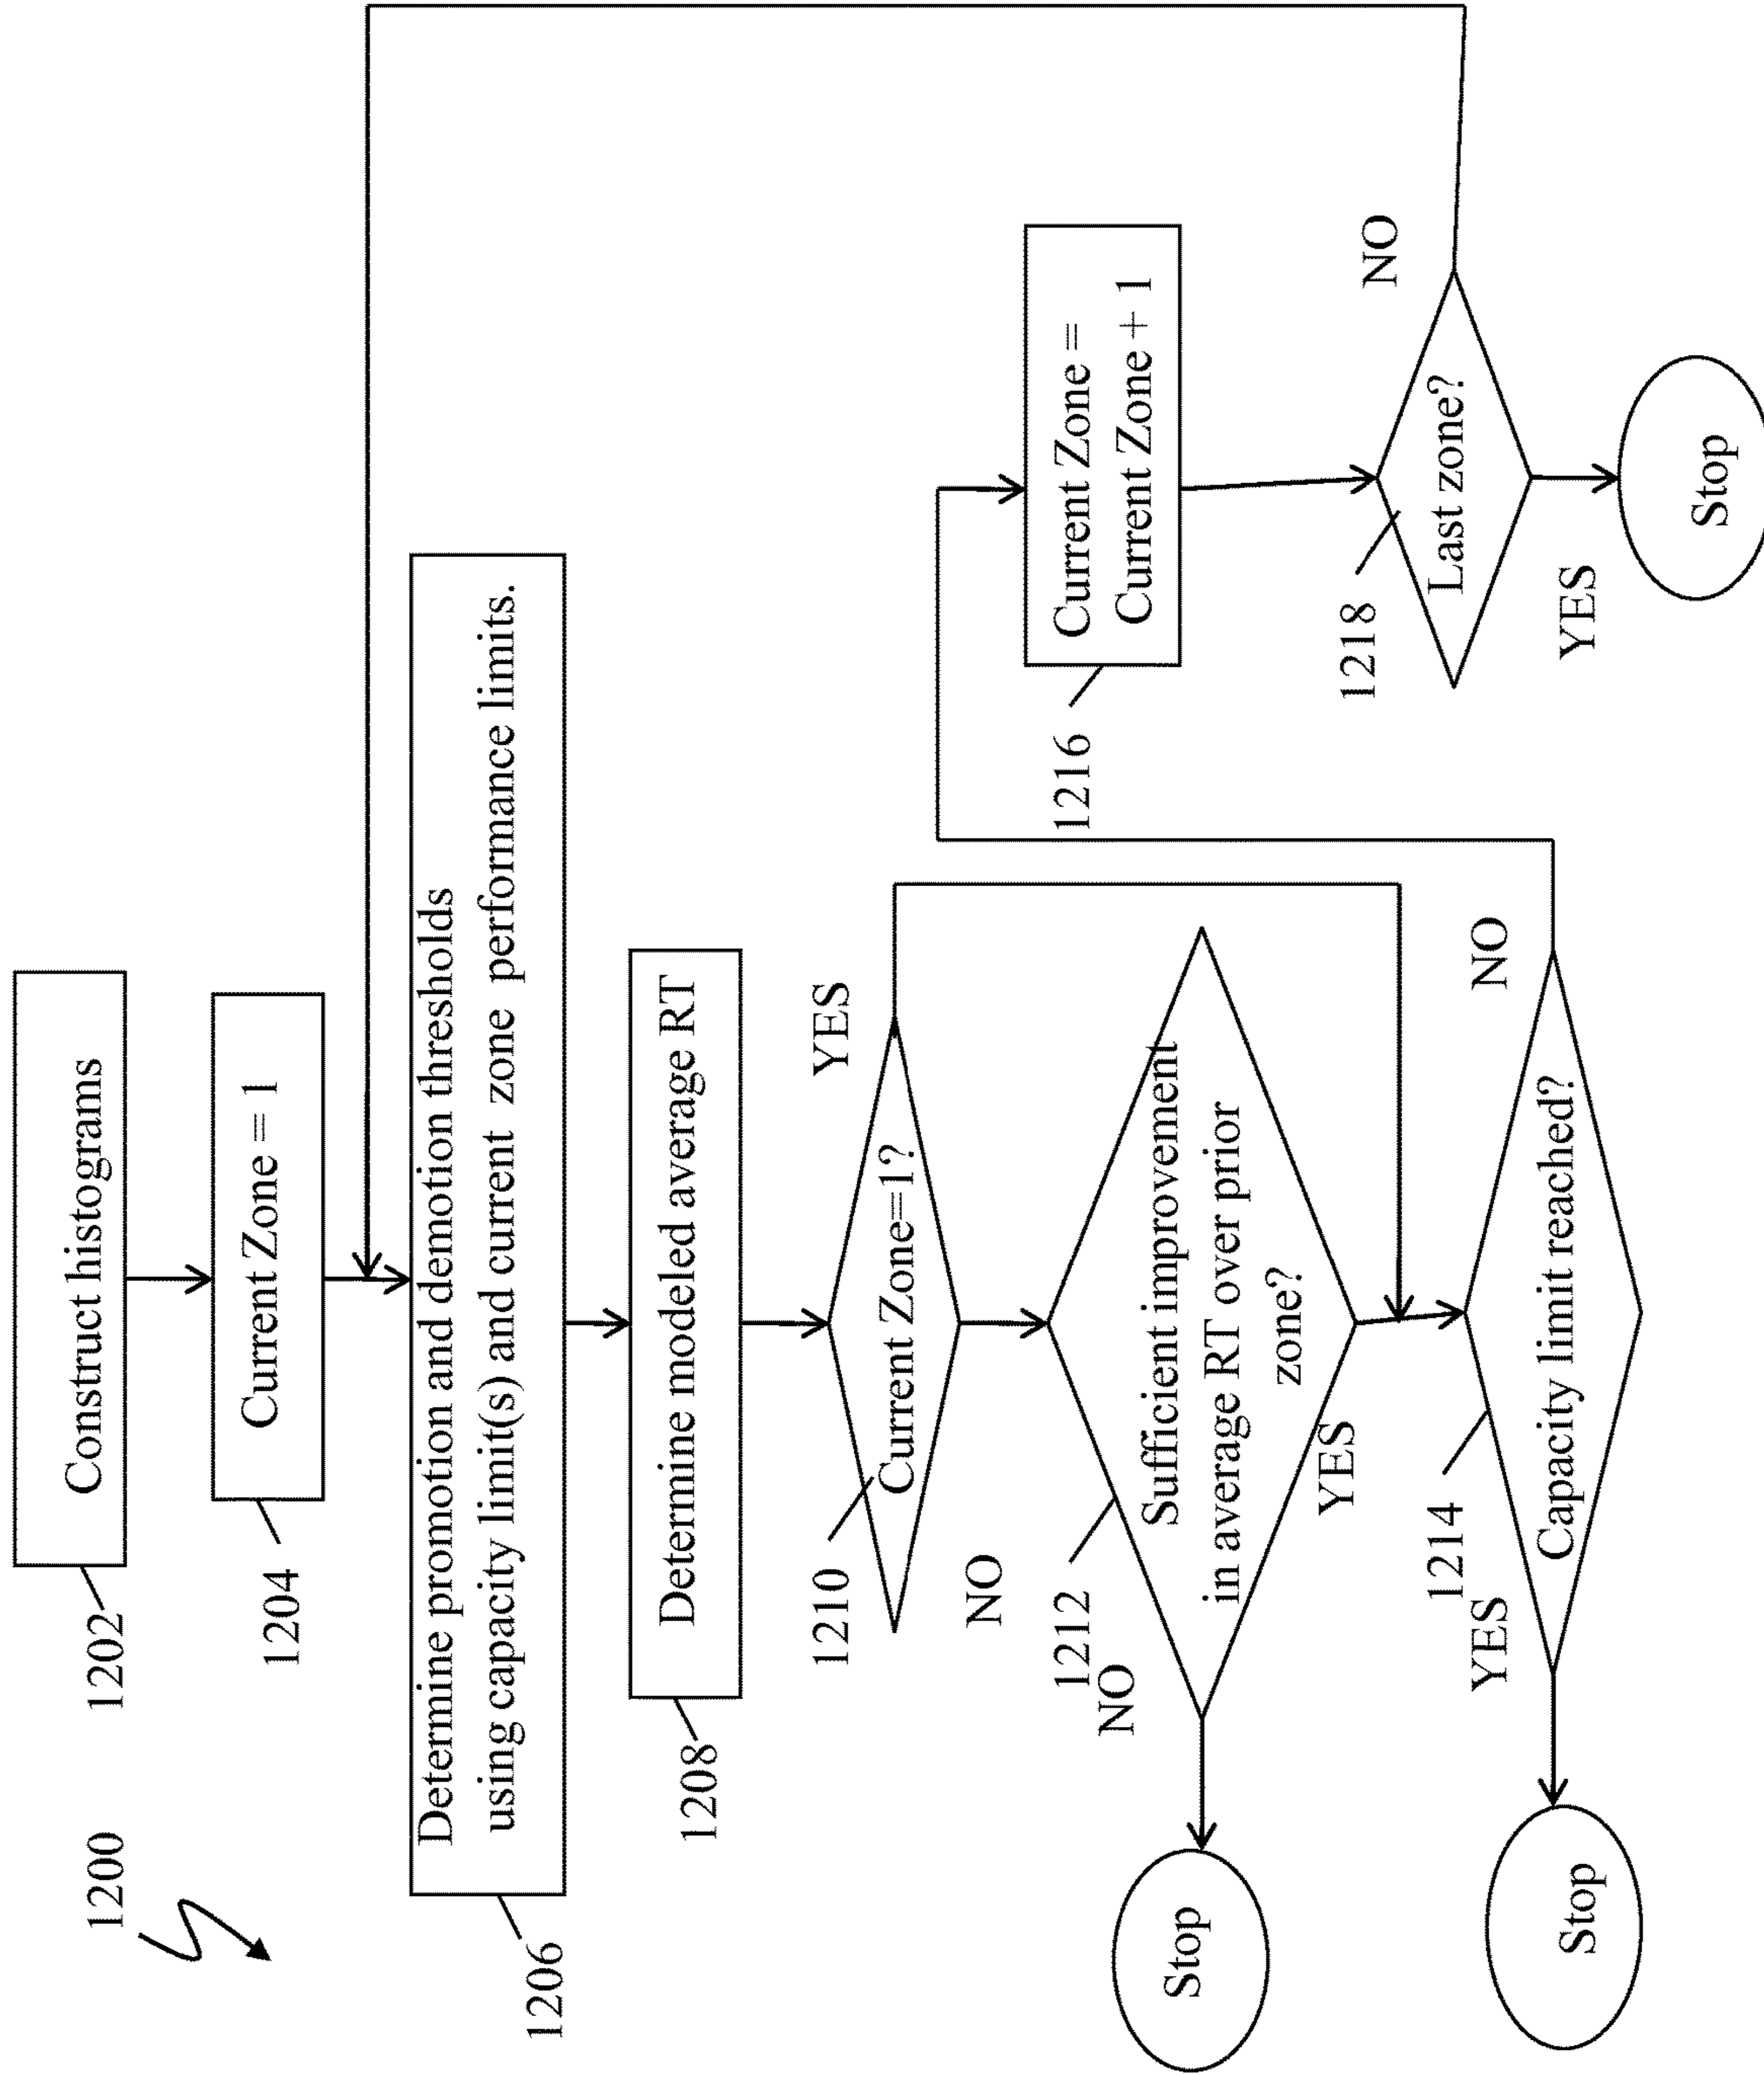 1200
1202
Construct histograms
1204
Current Zone = 1
1206
Determine promotion and demotion thresholds
using capacity limit(s) and current zone performance limits.
1208
Determine modeled average RT
1210
Current Zone=1?
YES
NO
1212
Sufficient improvement
in average RT over prior
zone?
NO
Stop
YES
1214
Capacity limit reached?
YES
Stop
NO
1216
Current Zone =
Current Zone + 1
1218
Last zone?
NO
YES
Stop